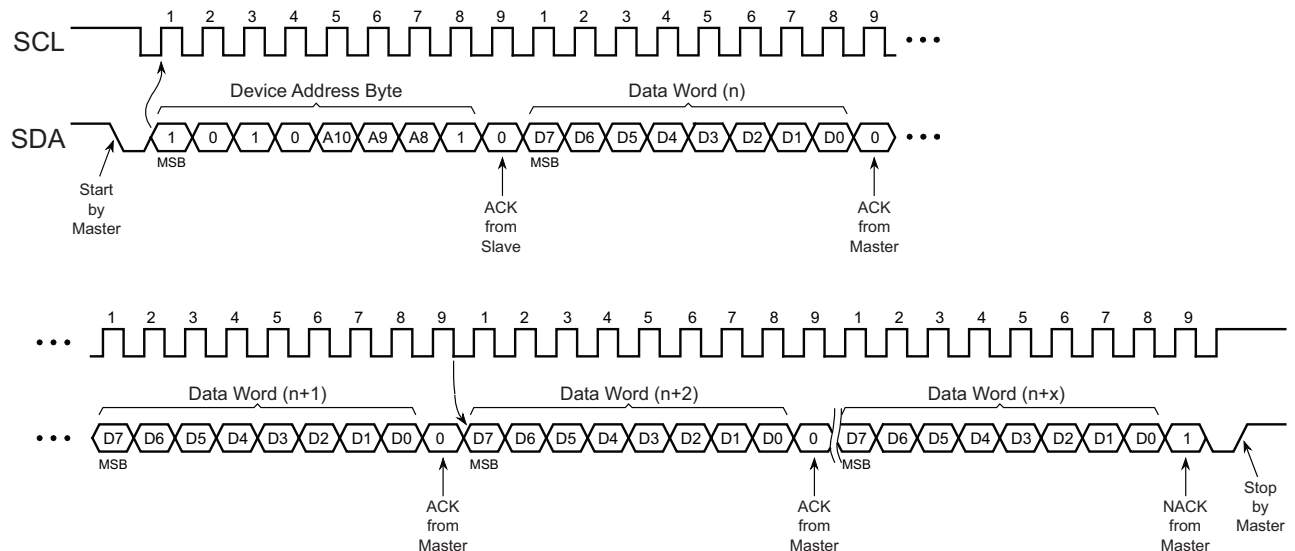 1 2 3 4 5 6 7 8 9 1 2 3 4 5 6 7 8 9
SCL
Device Address Byte Data Word (n)
SDA 1 0 1 0 A10 A9 A8 1 0 D7 D6 D5 D4 D3 D2 D1 D0 0
MSB MSB
Start
by
Master
ACK
from
Slave
ACK
from
Master
1 2 3 4 5 6 7 8 9 1 2 3 4 5 6 7 8 9 1 2 3 4 5 6 7 8 9
Data Word (n+1) Data Word (n+2) Data Word (n+x)
D7 D6 D5 D4 D3 D2 D1 D0 0 D7 D6 D5 D4 D3 D2 D1 D0 0 D7 D6 D5 D4 D3 D2 D1 D0 1
MSB MSB MSB
ACK
from
Master
ACK
from
Master
NACK
from
Master
Stop
by
Master